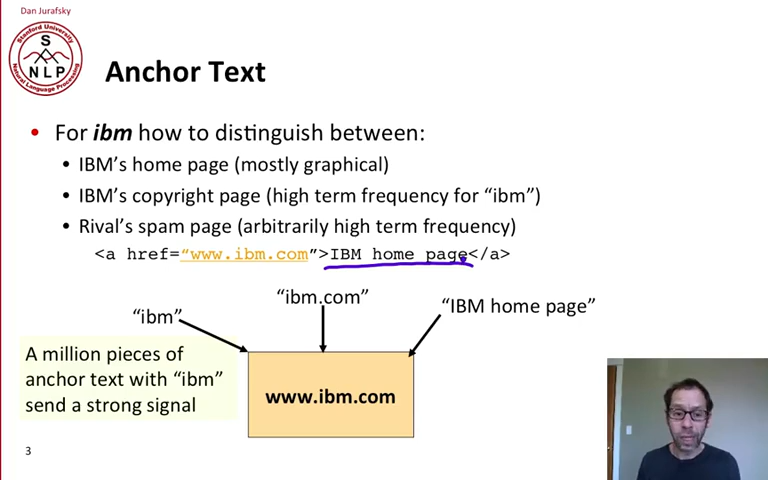 Dan Jurafsky
Stanford University
S
NLP
Natural Language Processing
Anchor Text
• For ibm how to distinguish between:
• IBM's home page (mostly graphical)
• IBM's copyright page (high term frequency for “ibm”)
• Rival's spam page (arbitrarily high term frequency)
<a href=“www.ibm.com”>IBM home page</a>
“ibm”
“ibm.com”
“IBM home page”
A million pieces of
anchor text with “ibm”
send a strong signal
www.ibm.com
3